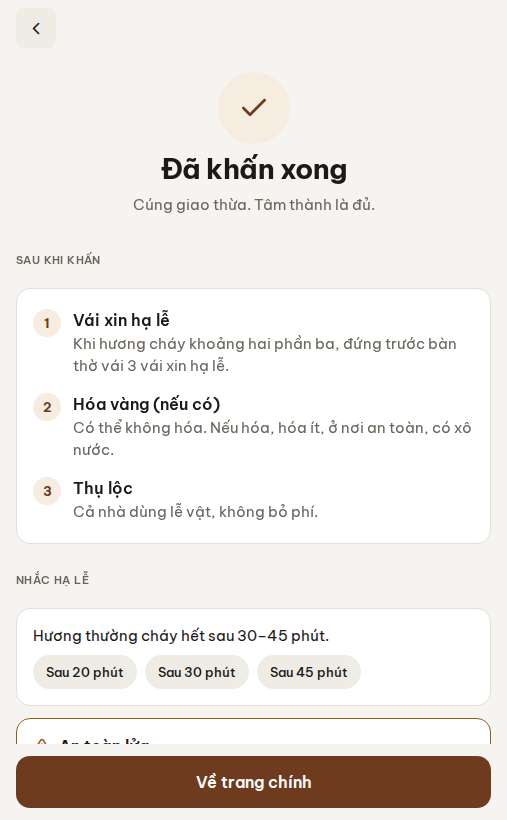 Đã khấn xong
Cúng giao thừa. Tâm thành là đủ.
SAU KHI KHẤN
1
Vái xin hạ lễ
Khi hương cháy khoảng hai phần ba, đứng trước bàn
thờ vái 3 vái xin hạ lễ.
2
Hóa vàng (nếu có)
Có thể không hóa. Nếu hóa, hóa ít, ở nơi an toàn, có xô
nước.
3
Thụ lộc
Cả nhà dùng lễ vật, không bỏ phí.
NHẮC HẠ LỄ
Hương thường cháy hết sau 30–45 phút.
Sau 20 phút
Sau 30 phút
Sau 45 phút
An toàn lửa
Về trang chính